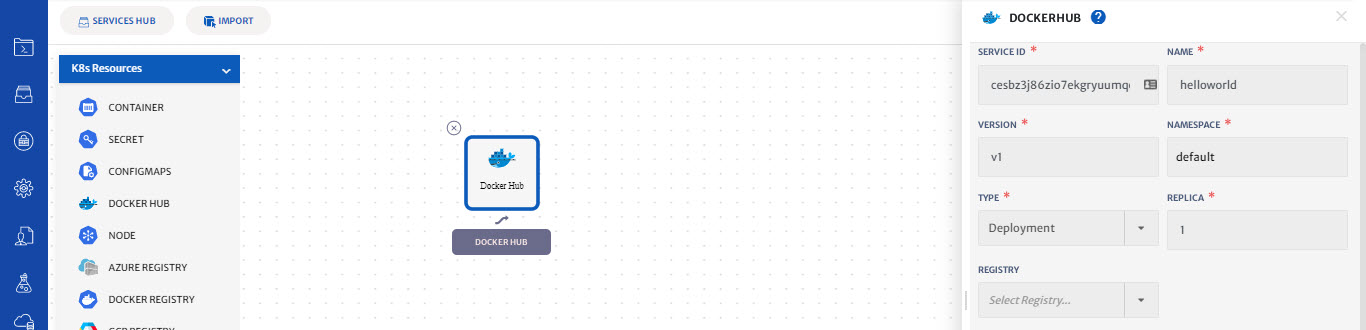 SERVICES HUB
IMPORT
K8s Resources
CONTAINER
SECRET
CONFIGMAPS
DOCKER HUB
NODE
AZURE REGISTRY
DOCKER REGISTRY
GCP REGISTRY
Docker Hub
DOCKER HUB
DOCKERHUB ?
SERVICE ID * NAME *
cesbz3j86zio7ekgryuumq helloworld
VERSION * NAMESPACE *
v1 default
TYPE * REPLICA *
Deployment 1
REGISTRY
Select Registry...